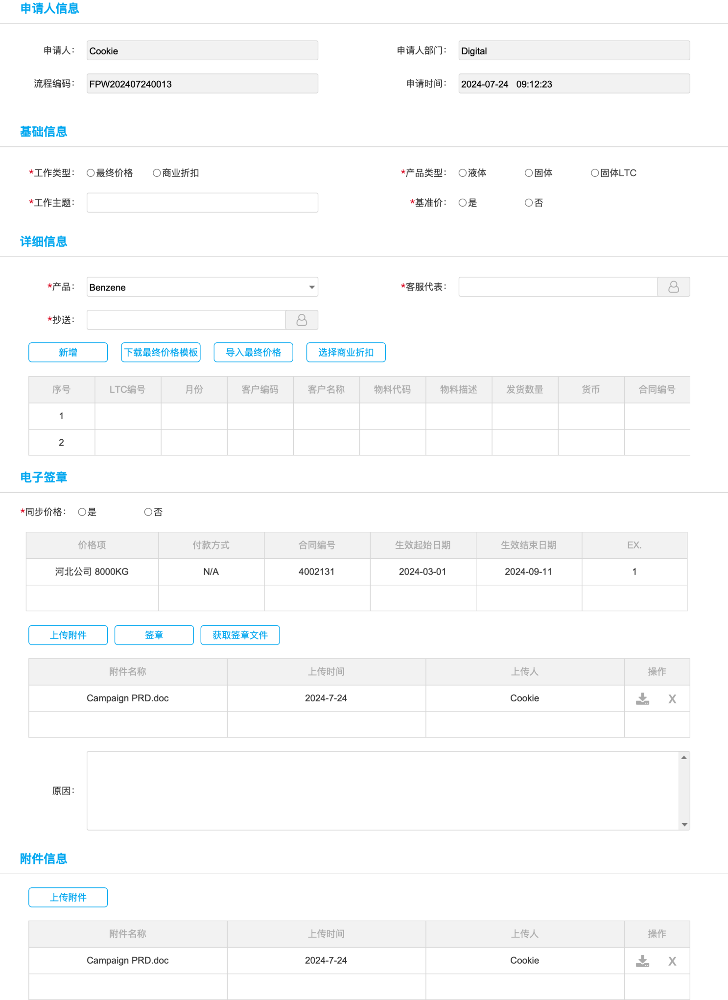 申请人信息
申请人： Cookie 申请人部门： Digital
流程编码： FPW202407240013 申请时间： 2024-07-24 09:12:23
基础信息
*工作类型： 最终价格 商业折扣 *产品类型： 液体 固体 固体LTC
*工作主题： *基准价： 是 否
详细信息
*产品： Benzene *客服代表：
*抄送：
新增 下载最终价格模板 导入最终价格 选择商业折扣
序号 LTC编号 月份 客户编码 客户名称 物料代码 物料描述 发货数量 货币 合同编号
1
2
电子签章
*同步价格： 是 否
价格项 付款方式 合同编号 生效起始日期 生效结束日期 EX.
河北公司 8000KG N/A 4002131 2024-03-01 2024-09-11 1
上传附件 签章 获取签章文件
附件名称 上传时间 上传人 操作
Campaign PRD.doc 2024-7-24 Cookie X
原因：
附件信息
上传附件
附件名称 上传时间 上传人 操作
Campaign PRD.doc 2024-7-24 Cookie X